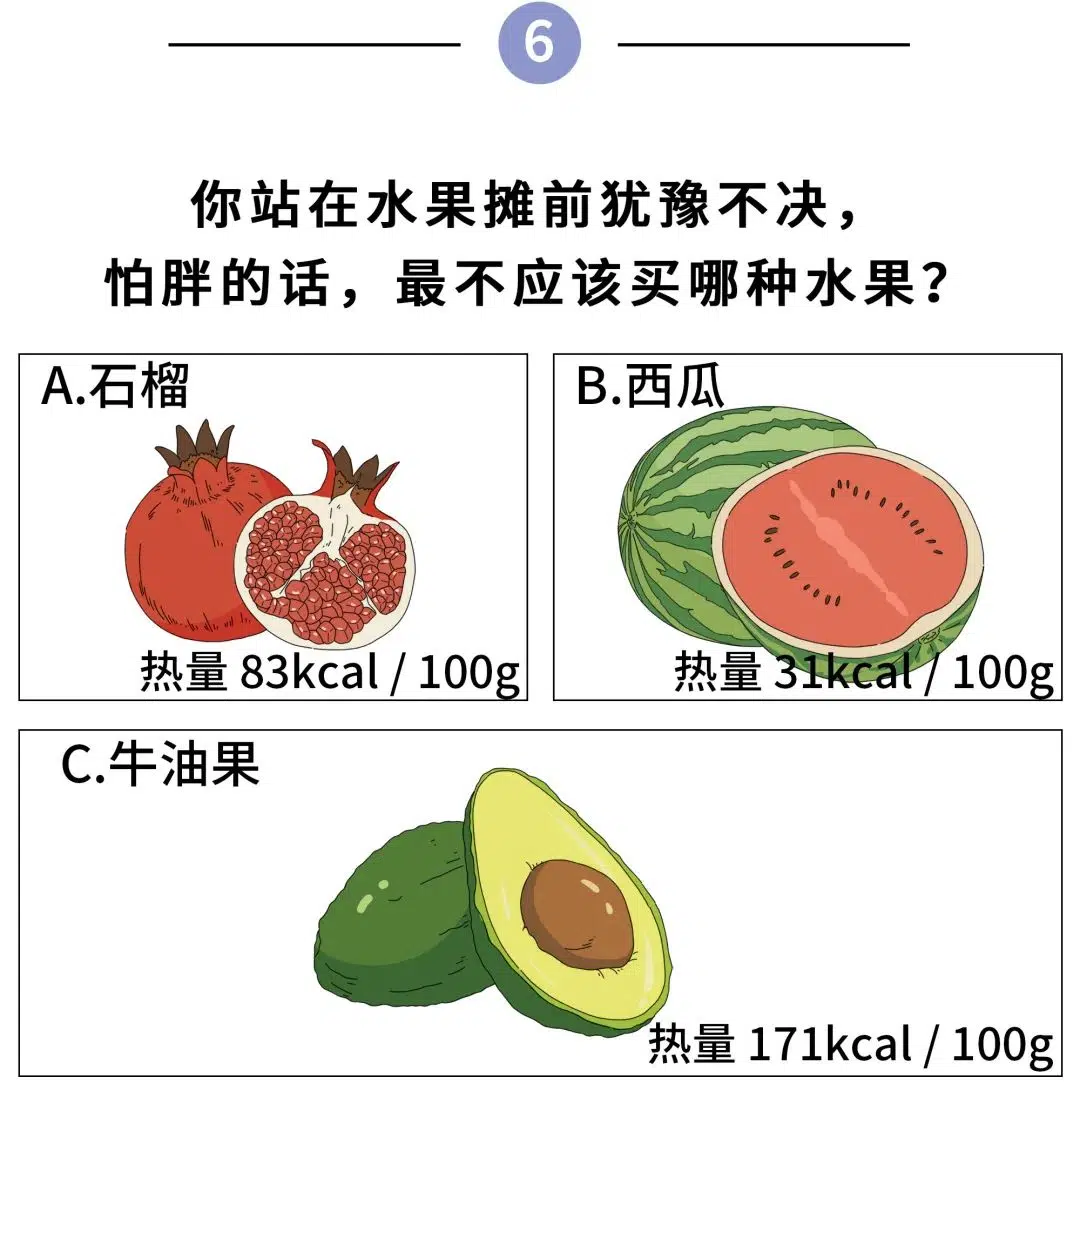 6
你站在水果摊前犹豫不决，
怕胖的话，最不应该买哪种水果？
A.石榴
热量 83kcal / 100g
B.西瓜
热量 31kcal / 100g
C.牛油果
热量 171kcal / 100g